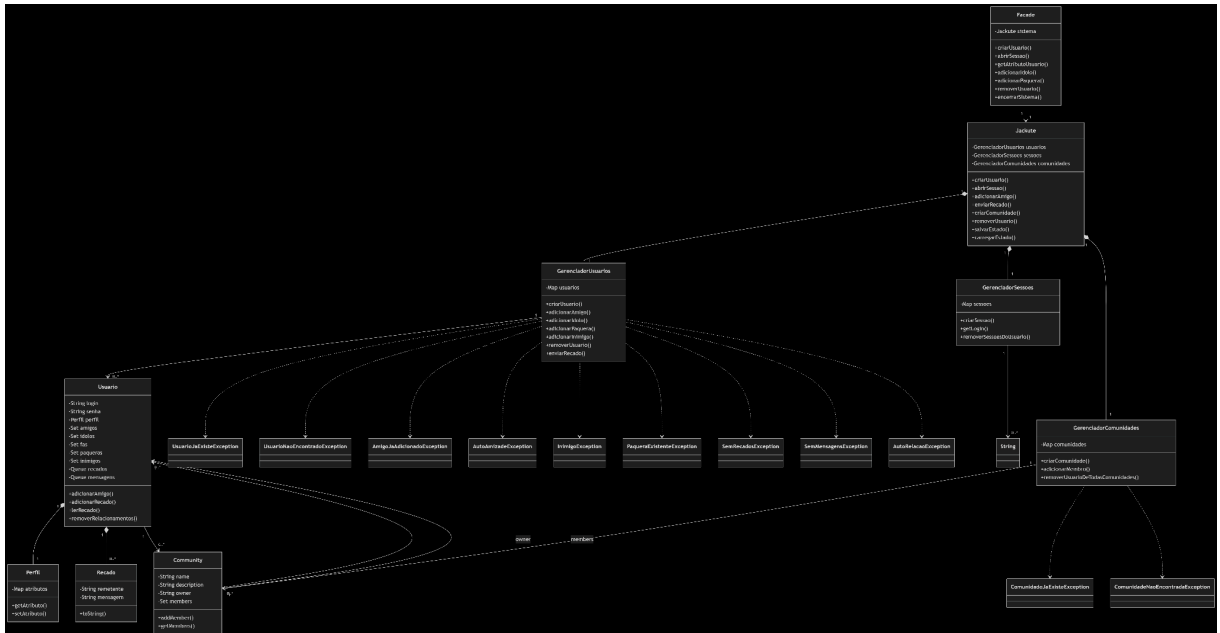 Facade
-Jackute sistema
+criarUsuario()
+abrirSessao()
+getAtributoUsuario()
+adicionarIdolo()
+adicionarPaquera()
+removerUsuario()
+encerrarSistema()
Jackute
-GerenciadorUsuarios usuarios
-GerenciadorSessoes sessoes
-GerenciadorComunidades comunidades
+criarUsuario()
+abrirSessao()
+adicionarAmigo()
+enviarRecado()
+criarComunidade()
+removerUsuario()
+salvarEstado()
+carregarEstado()
GerenciadorUsuarios
-Map usuarios
+criarUsuario()
+adicionarAmigo()
+adicionarIdolo()
+adicionarPaquera()
+adicionarInimigo()
+removerUsuario()
+enviarRecado()
GerenciadorSessoes
-Map sessoes
+criarSessao()
+getLogin()
+removerSessoesDoUsuario()
Usuario
-String login
-String senha
-Perfil perfil
-Set amigos
-Set idolos
-Set fas
-Set paqueras
-Set inimigos
-Queue recados
-Queue mensagens
+adicionarAmigo()
+adicionarRecado()
+lerRecado()
+removerRelacionamentos()
UsuarioJaExisteException
UsuarioNaoEncontradoException
AmigoJaAdicionadoException
AutoAmizadeException
InimigoException
PaqueraExistenteException
SemRecadosException
SemMensagensException
AutoRelacaoException
String
GerenciadorComunidades
-Map comunidades
+criarComunidade()
+adicionarMembro()
+removerUsuarioDeTodasComunidades()
owner
members
Perfil
-Map atributos
+getAtributo()
+setAtributo()
Recado
-String remetente
-String mensagem
+toString()
Community
-String name
-String description
-String owner
-Set members
+addMember()
+getMembers()
ComunidadeJaExisteException
ComunidadeNaoEncontradaException